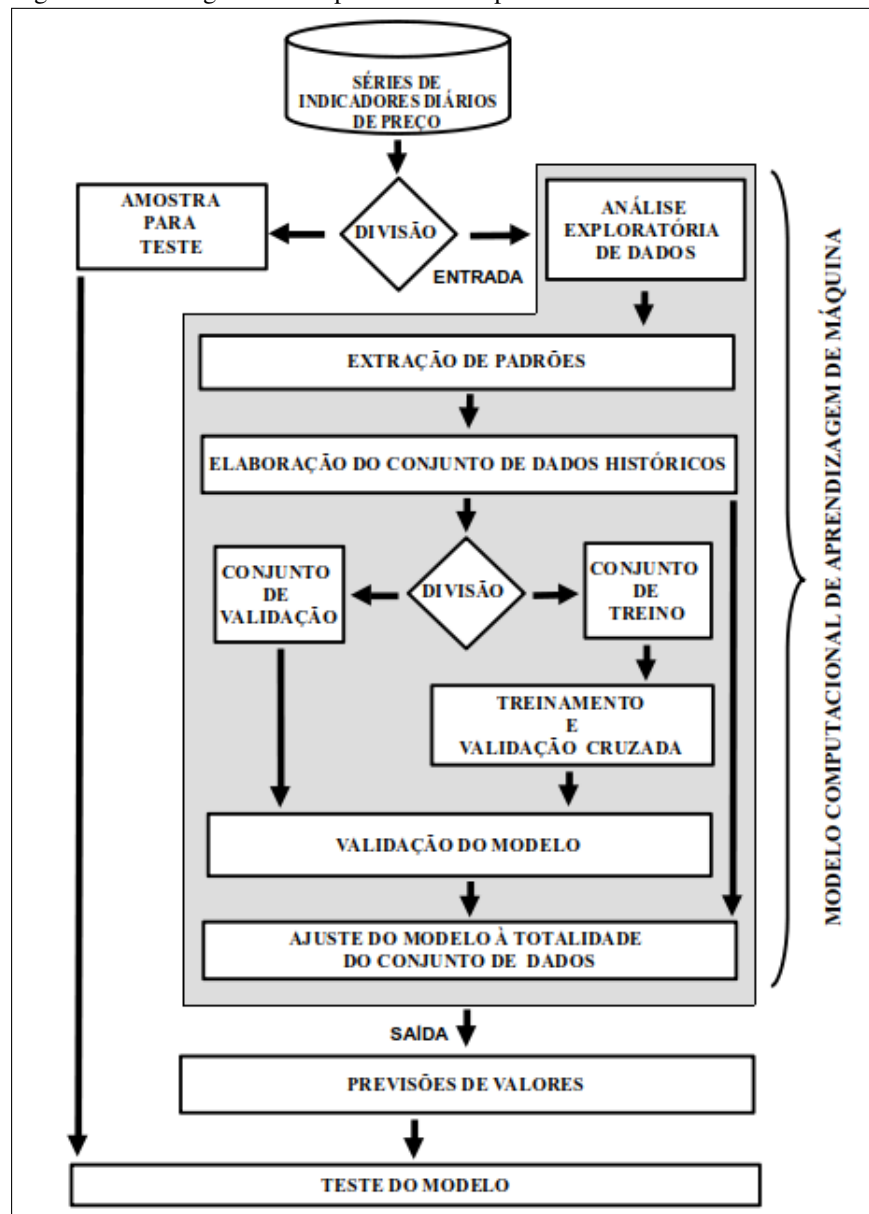 SÉRIES DE
INDICADORES DIÁRIOS
DE PREÇO
AMOSTRA
PARA
TESTE
DIVISÃO
ENTRADA
ANÁLISE
EXPLORATÓRIA
DE DADOS
EXTRAÇÃO DE PADRÕES
ELABORAÇÃO DO CONJUNTO DE DADOS HISTÓRICOS
CONJUNTO
DE
VALIDAÇÃO
DIVISÃO
CONJUNTO
DE
TREINO
TREINAMENTO
E
VALIDAÇÃO CRUZADA
VALIDAÇÃO DO MODELO
AJUSTE DO MODELO À TOTALIDADE
DO CONJUNTO DE DADOS
MODELO COMPUTACIONAL DE APRENDIZAGEM DE MÁQUINA
SAÍDA
PREVISÕES DE VALORES
TESTE DO MODELO